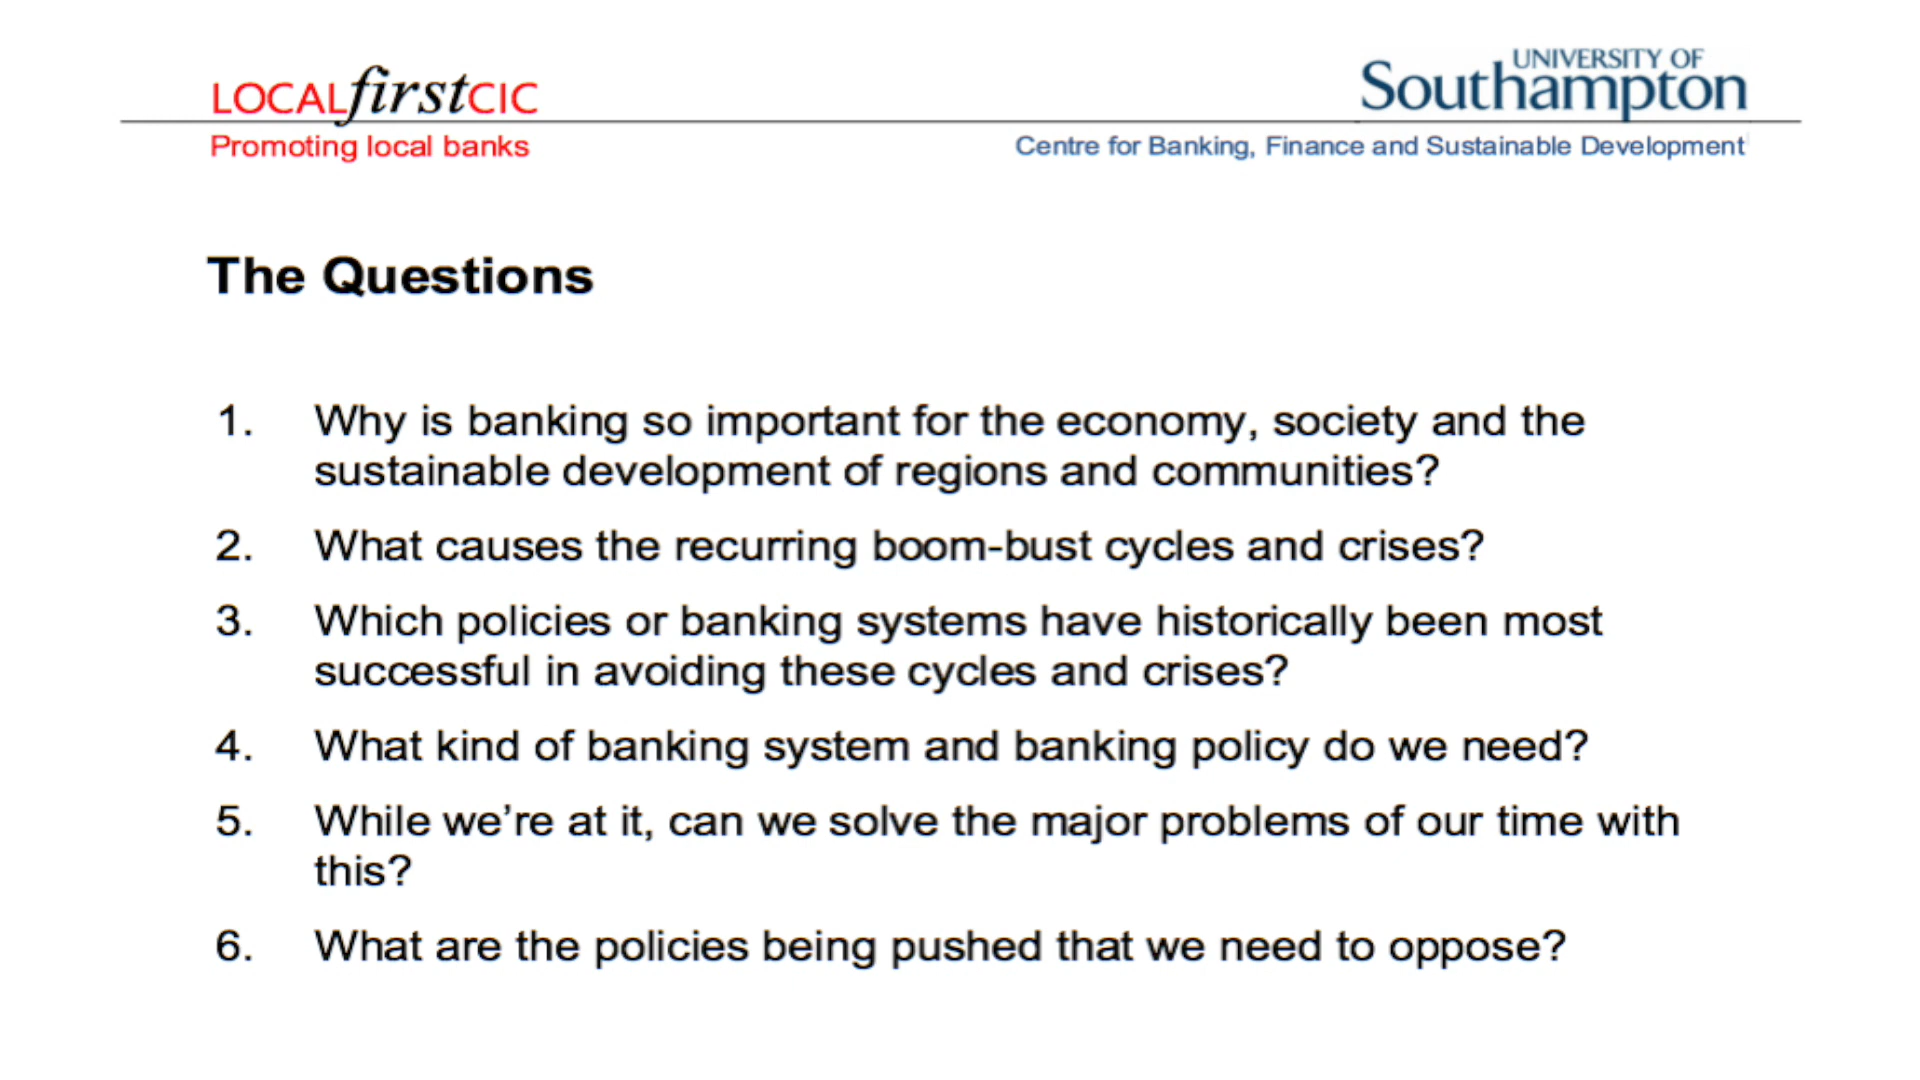 LOCALfirstCIC
Promoting local banks
UNIVERSITY OF
Southampton
Centre for Banking, Finance and Sustainable Development
The Questions
1. Why is banking so important for the economy, society and the
sustainable development of regions and communities?
2. What causes the recurring boom-bust cycles and crises?
3. Which policies or banking systems have historically been most
successful in avoiding these cycles and crises?
4. What kind of banking system and banking policy do we need?
5. While we’re at it, can we solve the major problems of our time with
this?
6. What are the policies being pushed that we need to oppose?